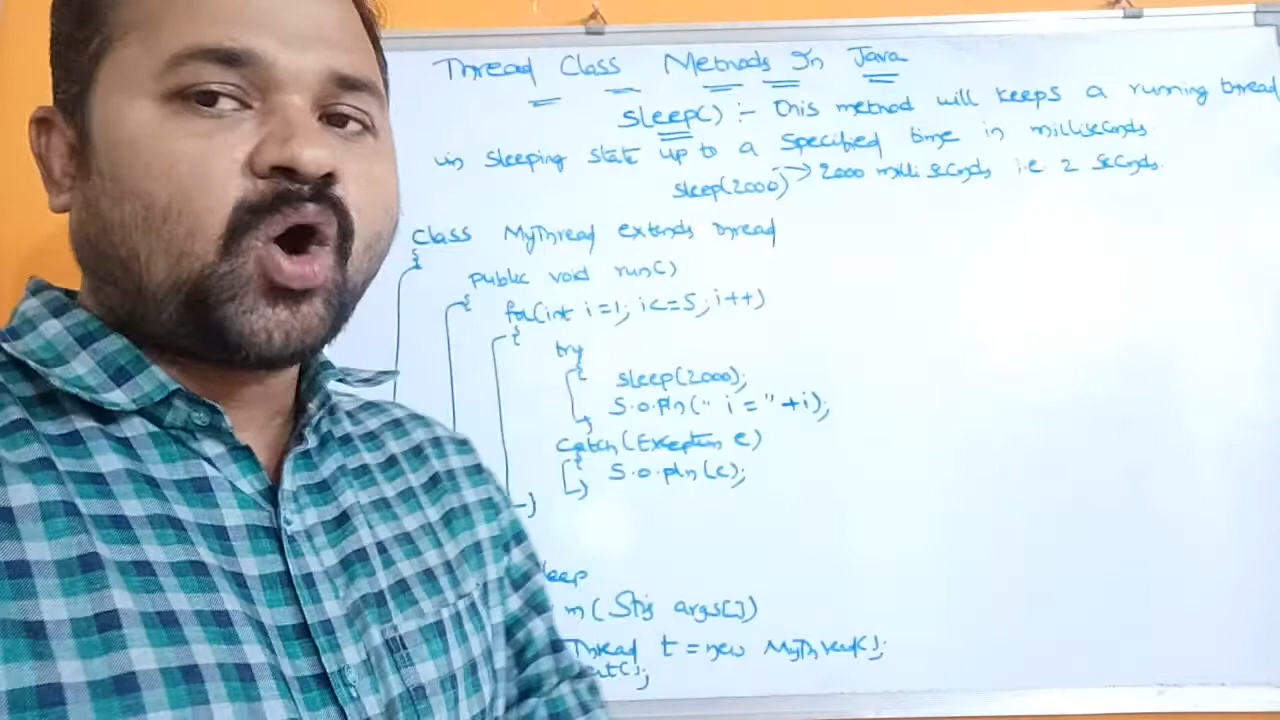 Thread Class Methods In Java
sleep() :- This method will keeps a running thread
in sleeping state up to a specified time in milliseconds
sleep(2000) → 2000 milli seconds i.e 2 seconds
class MyThread extends Thread
{
public void run()
{
for(int i=1; i<=5; i++)
{
try
{
sleep(2000);
S.o.pln(" i = " +i);
}
catch(Exception e)
{
S.o.pln(e);
}
}
leep
m( Stig args[])
Thread t = new MyThread();
rt();